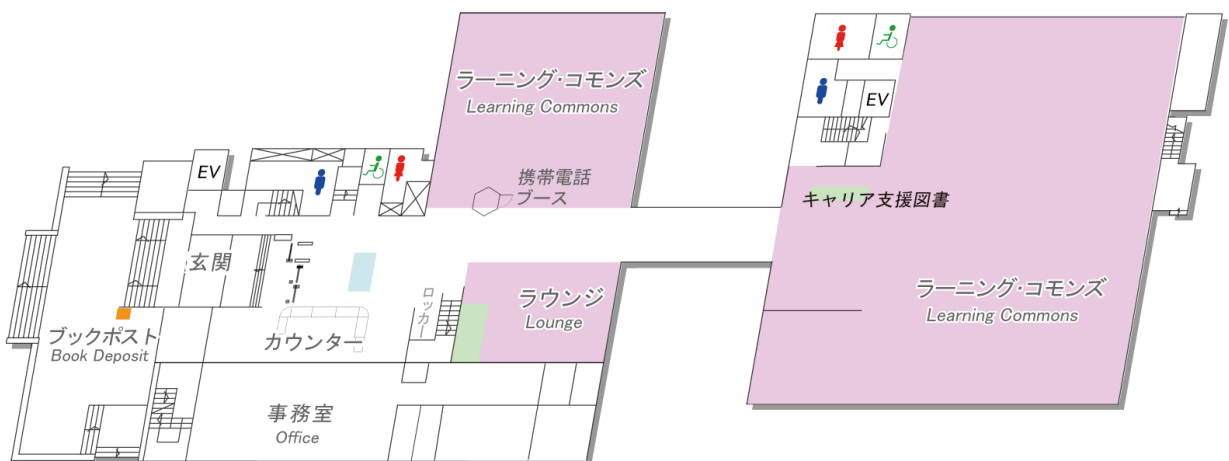 ラーニング・コモンズ
Learning Commons
携帯電話
ブース
EV
EV
キャリア支援図書
玄関
ロッカー
ラウンジ
Lounge
ラーニング・コモンズ
Learning Commons
ブックポスト
Book Deposit
カウンター
事務室
Office